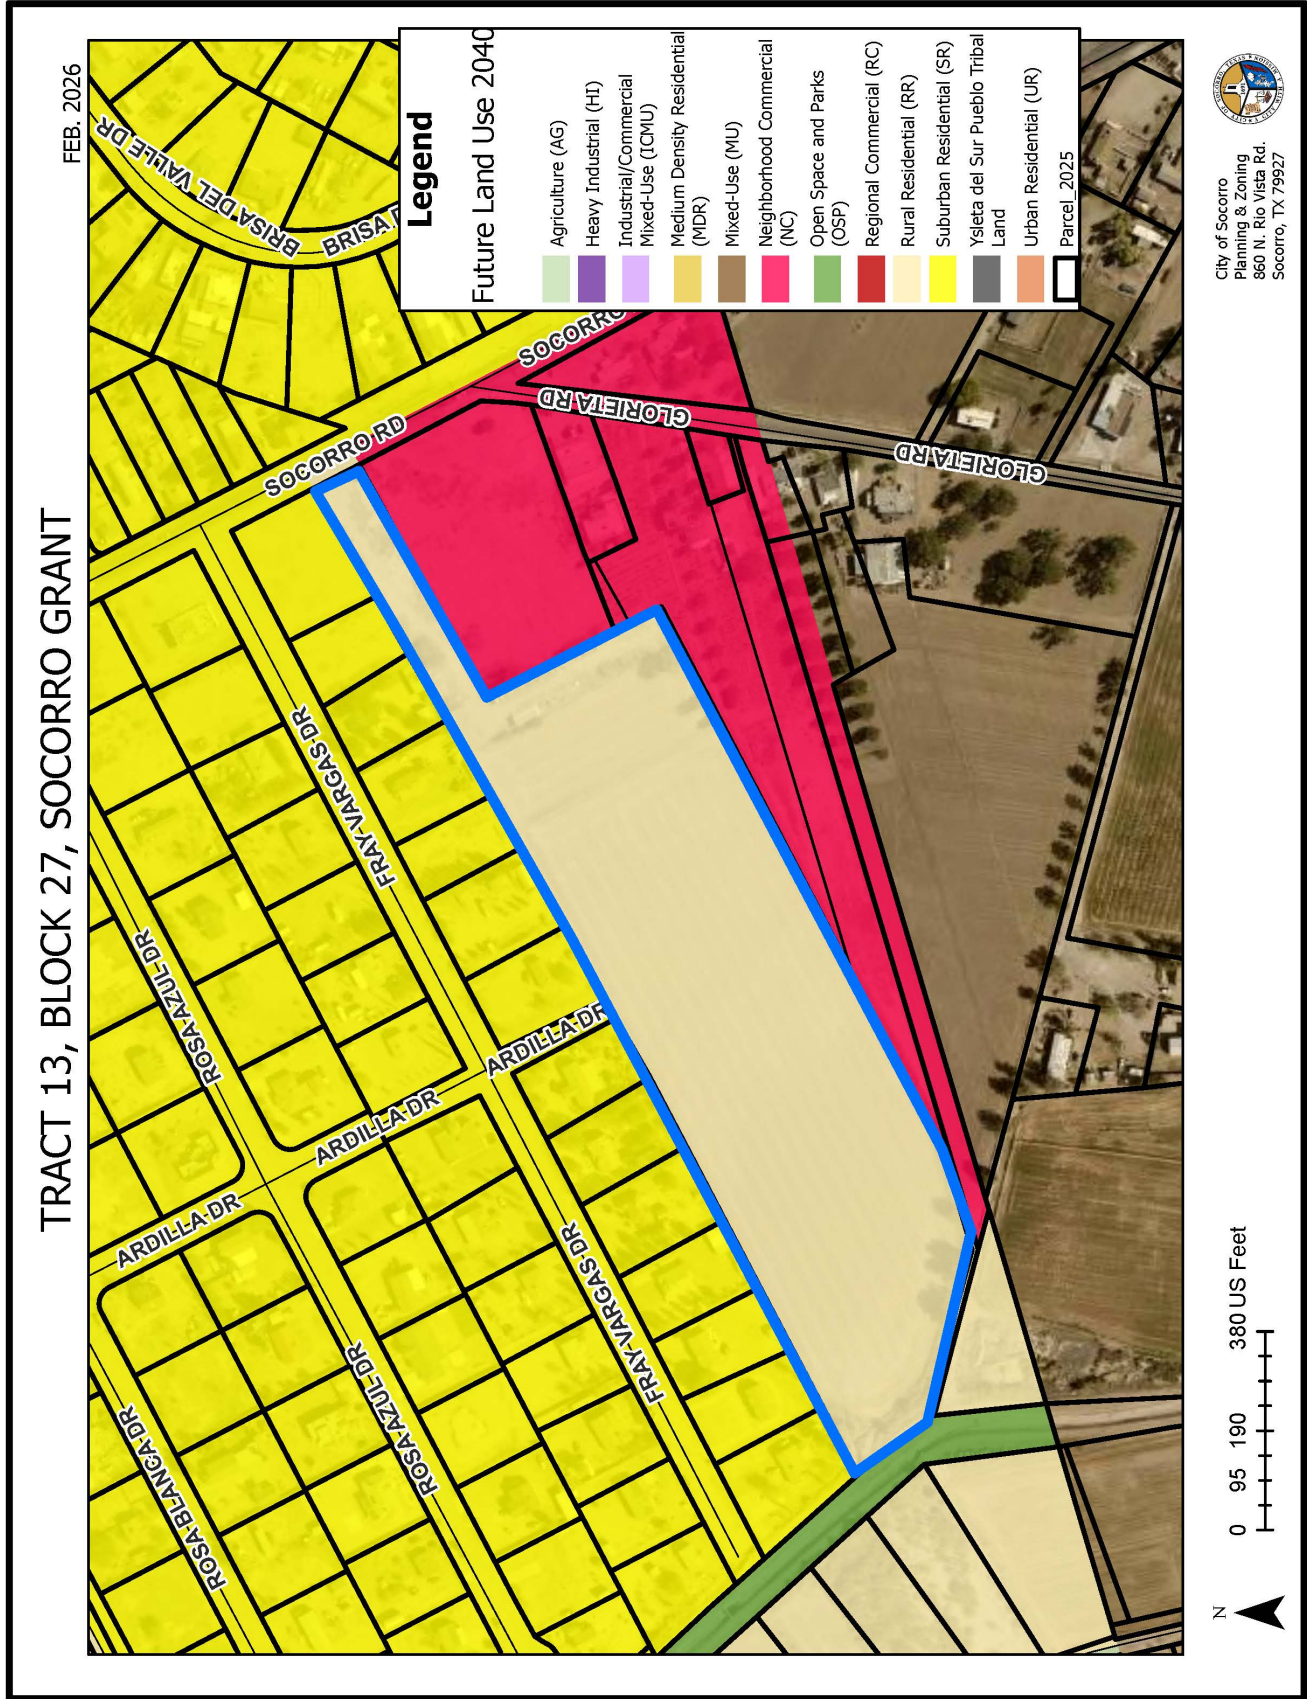 TRACT 13, BLOCK 27, SOCORRO GRANT
FEB. 2026
BRISA DEL VALLE DR
BRISA D
SOCORRO RD
SOCORRO
GLORIETA RD
GLORIETA RD
FRAY VARGAS DR
ROSA AZUL DR
ARDILLA DR
ARDILLA DR
ARDILLA DR
FRAY VARGAS DR
ROSA AZUL DR
ROSA BLANCA DR
Legend
Future Land Use 2040
Agriculture (AG)
Heavy Industrial (HI)
Industrial/Commercial
Mixed-Use (ICMU)
Medium Density Residential
(MDR)
Mixed-Use (MU)
Neighborhood Commercial
(NC)
Open Space and Parks
(OSP)
Regional Commercial (RC)
Rural Residential (RR)
Suburban Residential (SR)
Ysleta del Sur Pueblo Tribal
Land
Urban Residential (UR)
Parcel_2025
N
0 95 190 380 US Feet
City of Socorro
Planning & Zoning
860 N. Rio Vista Rd.
Socorro, TX 79927